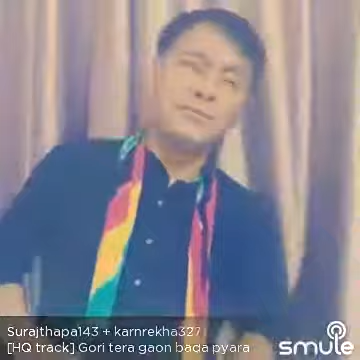 Surajthapa143 + karnrekha327
[HQ track] Gori tera gaon bada pyara
smule